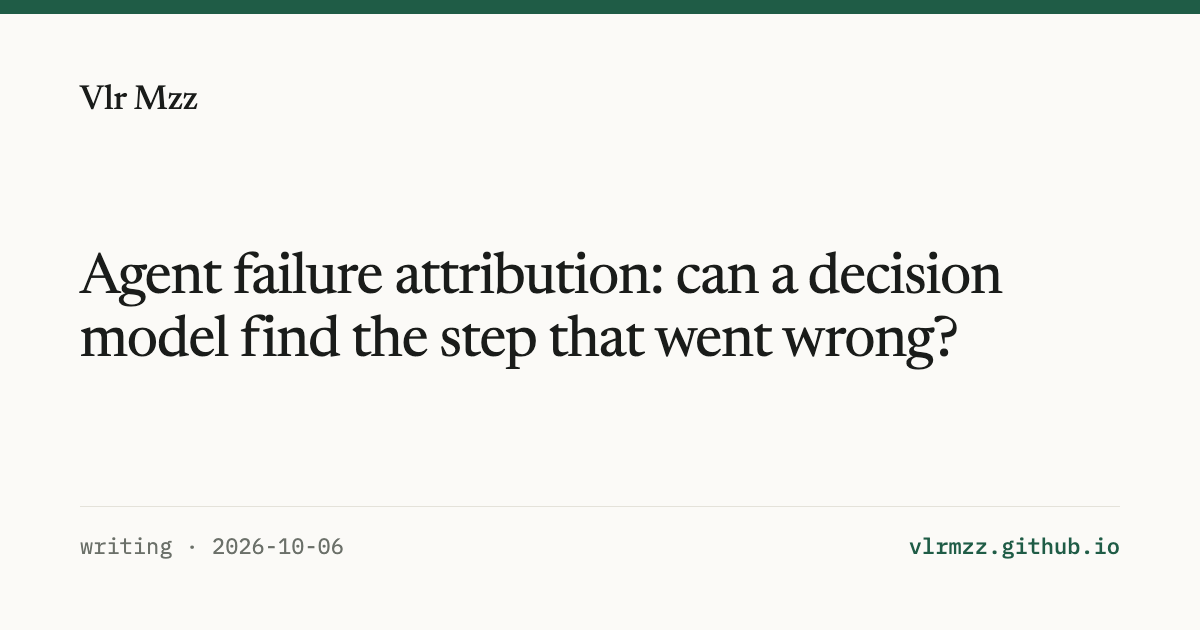 Vlr Mzz
Agent failure attribution: can a decision
model find the step that went wrong?
writing · 2026-10-06
vlrmzz.github.io